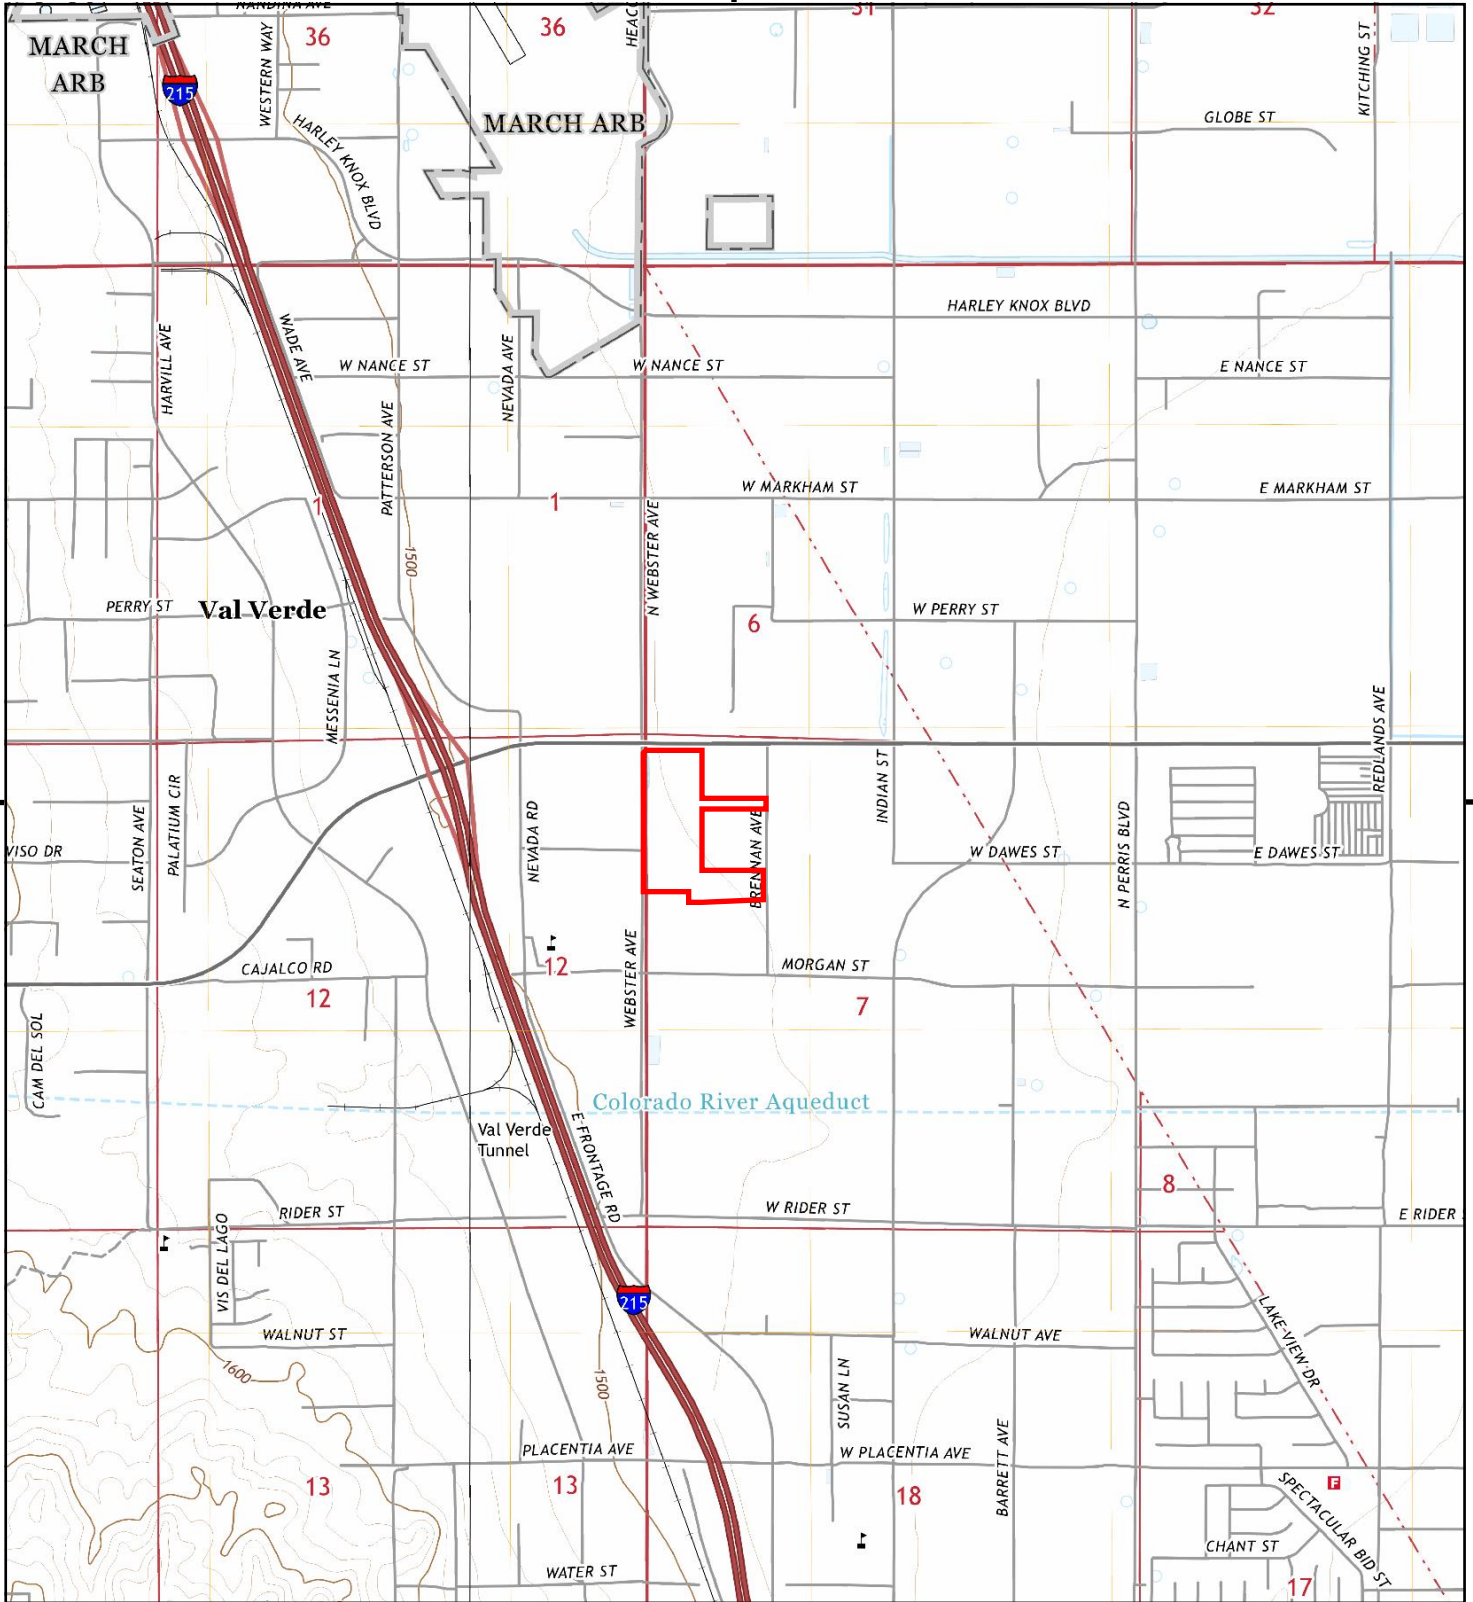 NANDINA AVE
31
32
36
36
MARCH
ARB
215
WESTERN WAY
HARLEY KNOX BLVD
MARCH ARB
KITCHING ST
GLOBE ST
HARLEY KNOX BLVD
WADE AVE
HARVILL AVE
W NANCE ST
NEVADA AVE
W NANCE ST
E NANCE ST
PATTERSON AVE
W MARKHAM ST
E MARKHAM ST
1
1
N WEBSTER AVE
1500
PERRY ST
Val Verde
W PERRY ST
6
MESSENIA LN
REDLANDS AVE
INDIAN ST
PALATIUM CIR
SEATON AVE
NEVADA RD
BRENNAN AVE
N PERRIS BLVD
VISO DR
W DAWES ST
E DAWES ST
WEBSTER AVE
CAJALCO RD
12
MORGAN ST
12
7
CAM DEL SOL
Colorado River Aqueduct
Val Verde
Tunnel
E FRONTAGE RD
8
RIDER ST
W RIDER ST
E RIDER
VIS DEL LAGO
215
WALNUT ST
WALNUT AVE
LAKE VIEW DR
1600
1500
SUSAN LN
BARRETT AVE
PLACENTIA AVE
W PLACENTIA AVE
13
13
18
F
SPECTACULAR BID ST
CHANT ST
WATER ST
17